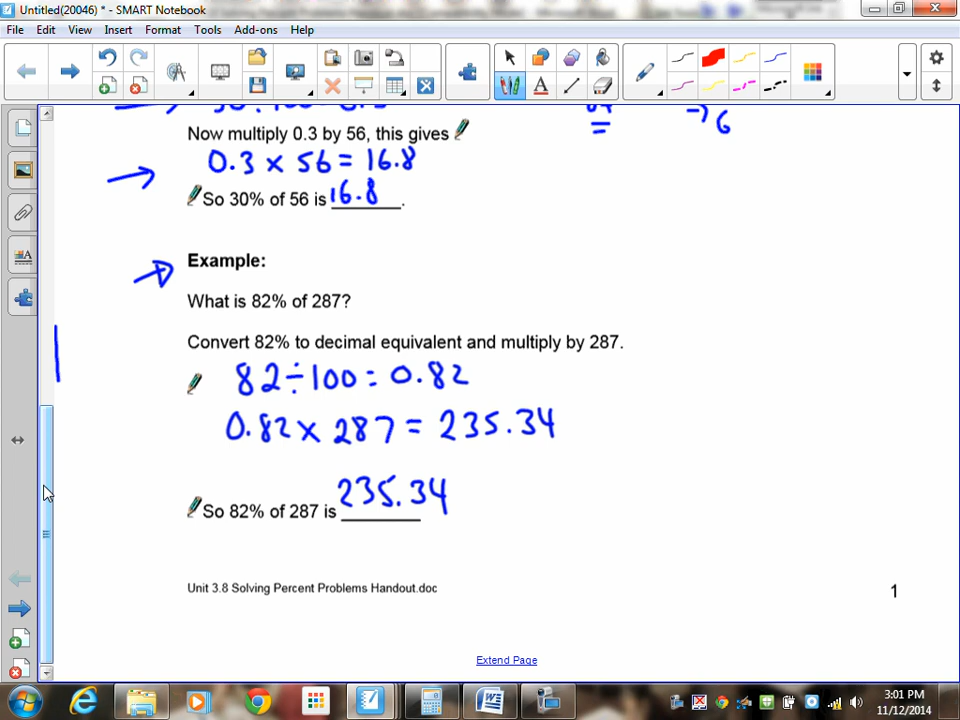 Untitled(20046) * - SMART Notebook
File Edit View Insert Format Tools Add-ons Help
Now multiply 0.3 by 56, this gives
0.3 × 56 = 16.8
So 30% of 56 is 16.8.
Example:
What is 82% of 287?
Convert 82% to decimal equivalent and multiply by 287.
82 ÷ 100 = 0.82
0.82 × 287 = 235.34
So 82% of 287 is 235.34
Unit 3.8 Solving Percent Problems Handout.doc
1
Extend Page
3:01 PM
11/12/2014